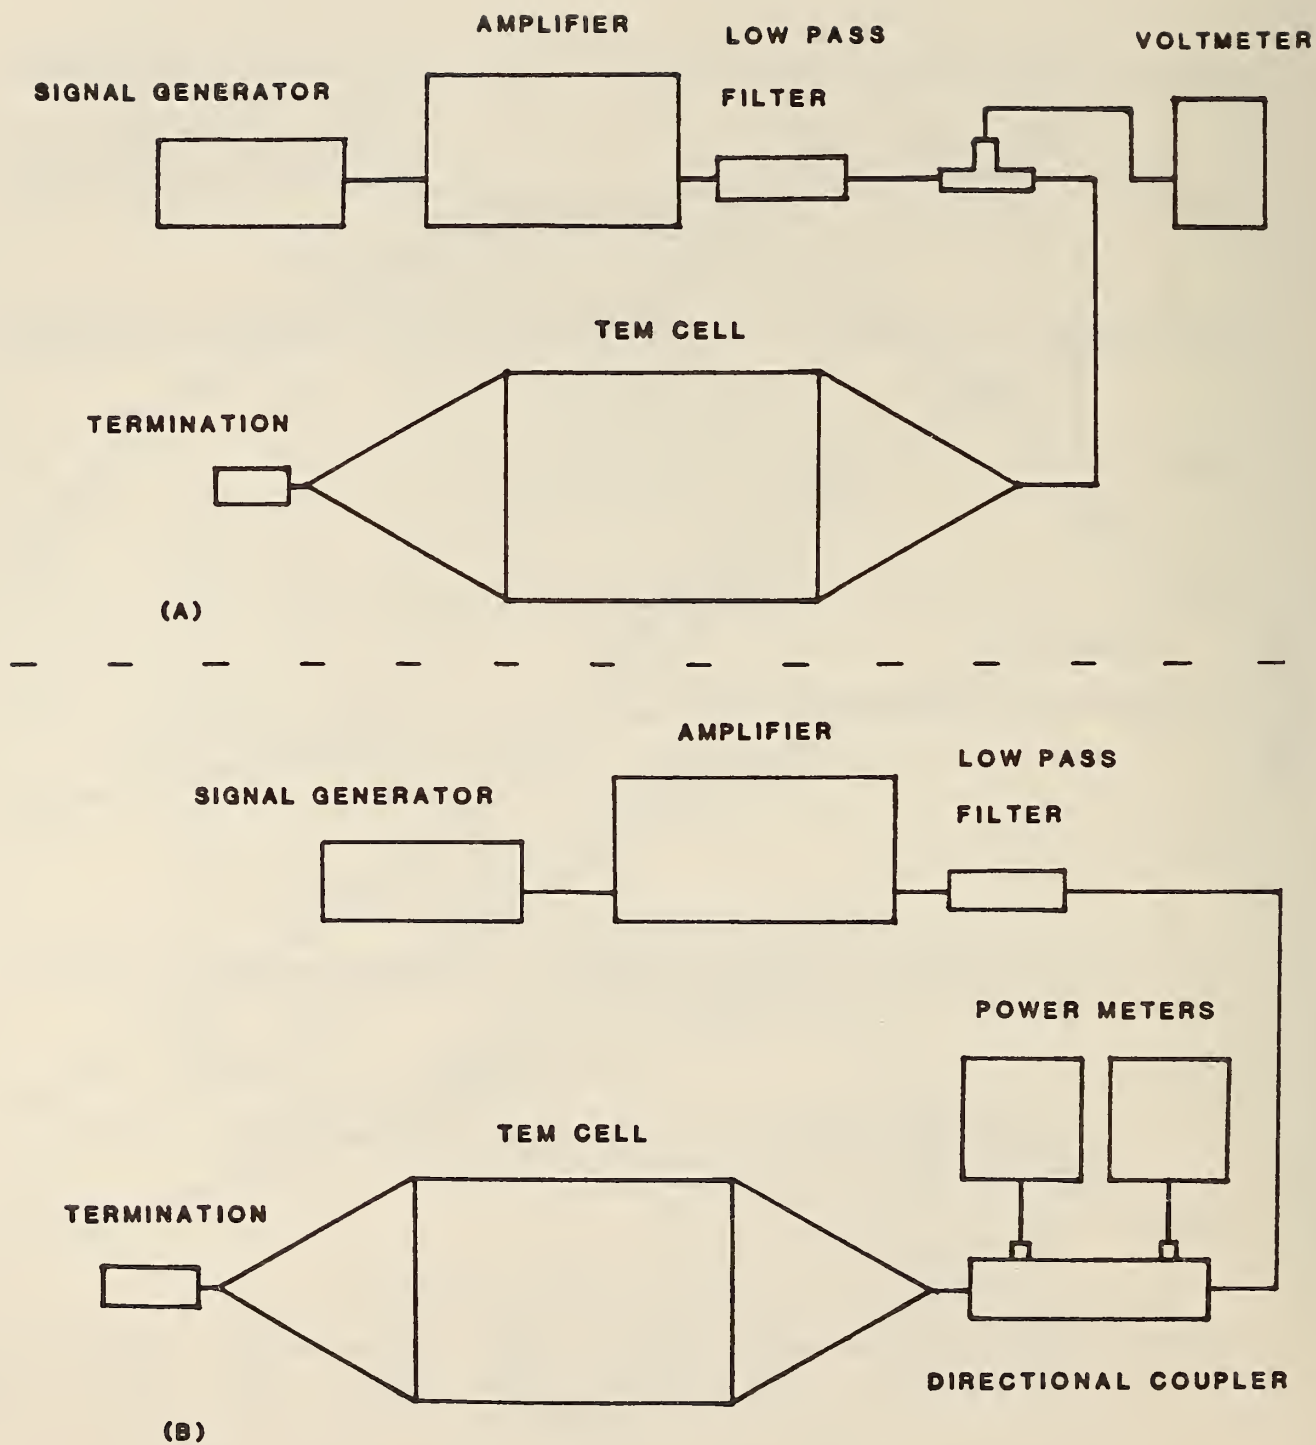 AMPLIFIER
LOW PASS
FILTER
VOLTMETER
SIGNAL GENERATOR
TEM CELL
TERMINATION
(A)
AMPLIFIER
LOW PASS
FILTER
SIGNAL GENERATOR
POWER METERS
TEM CELL
TERMINATION
DIRECTIONAL COUPLER
(B)